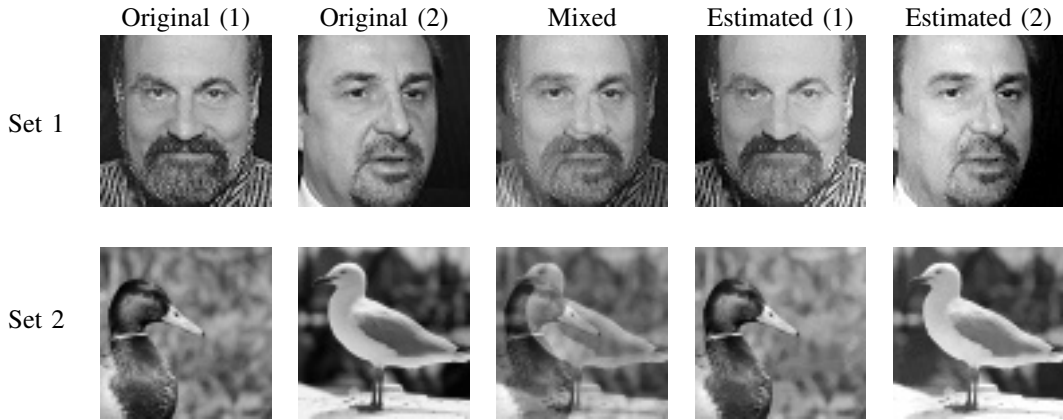 Original (1) Original (2) Mixed Estimated (1) Estimated (2)
Set 1
Set 2